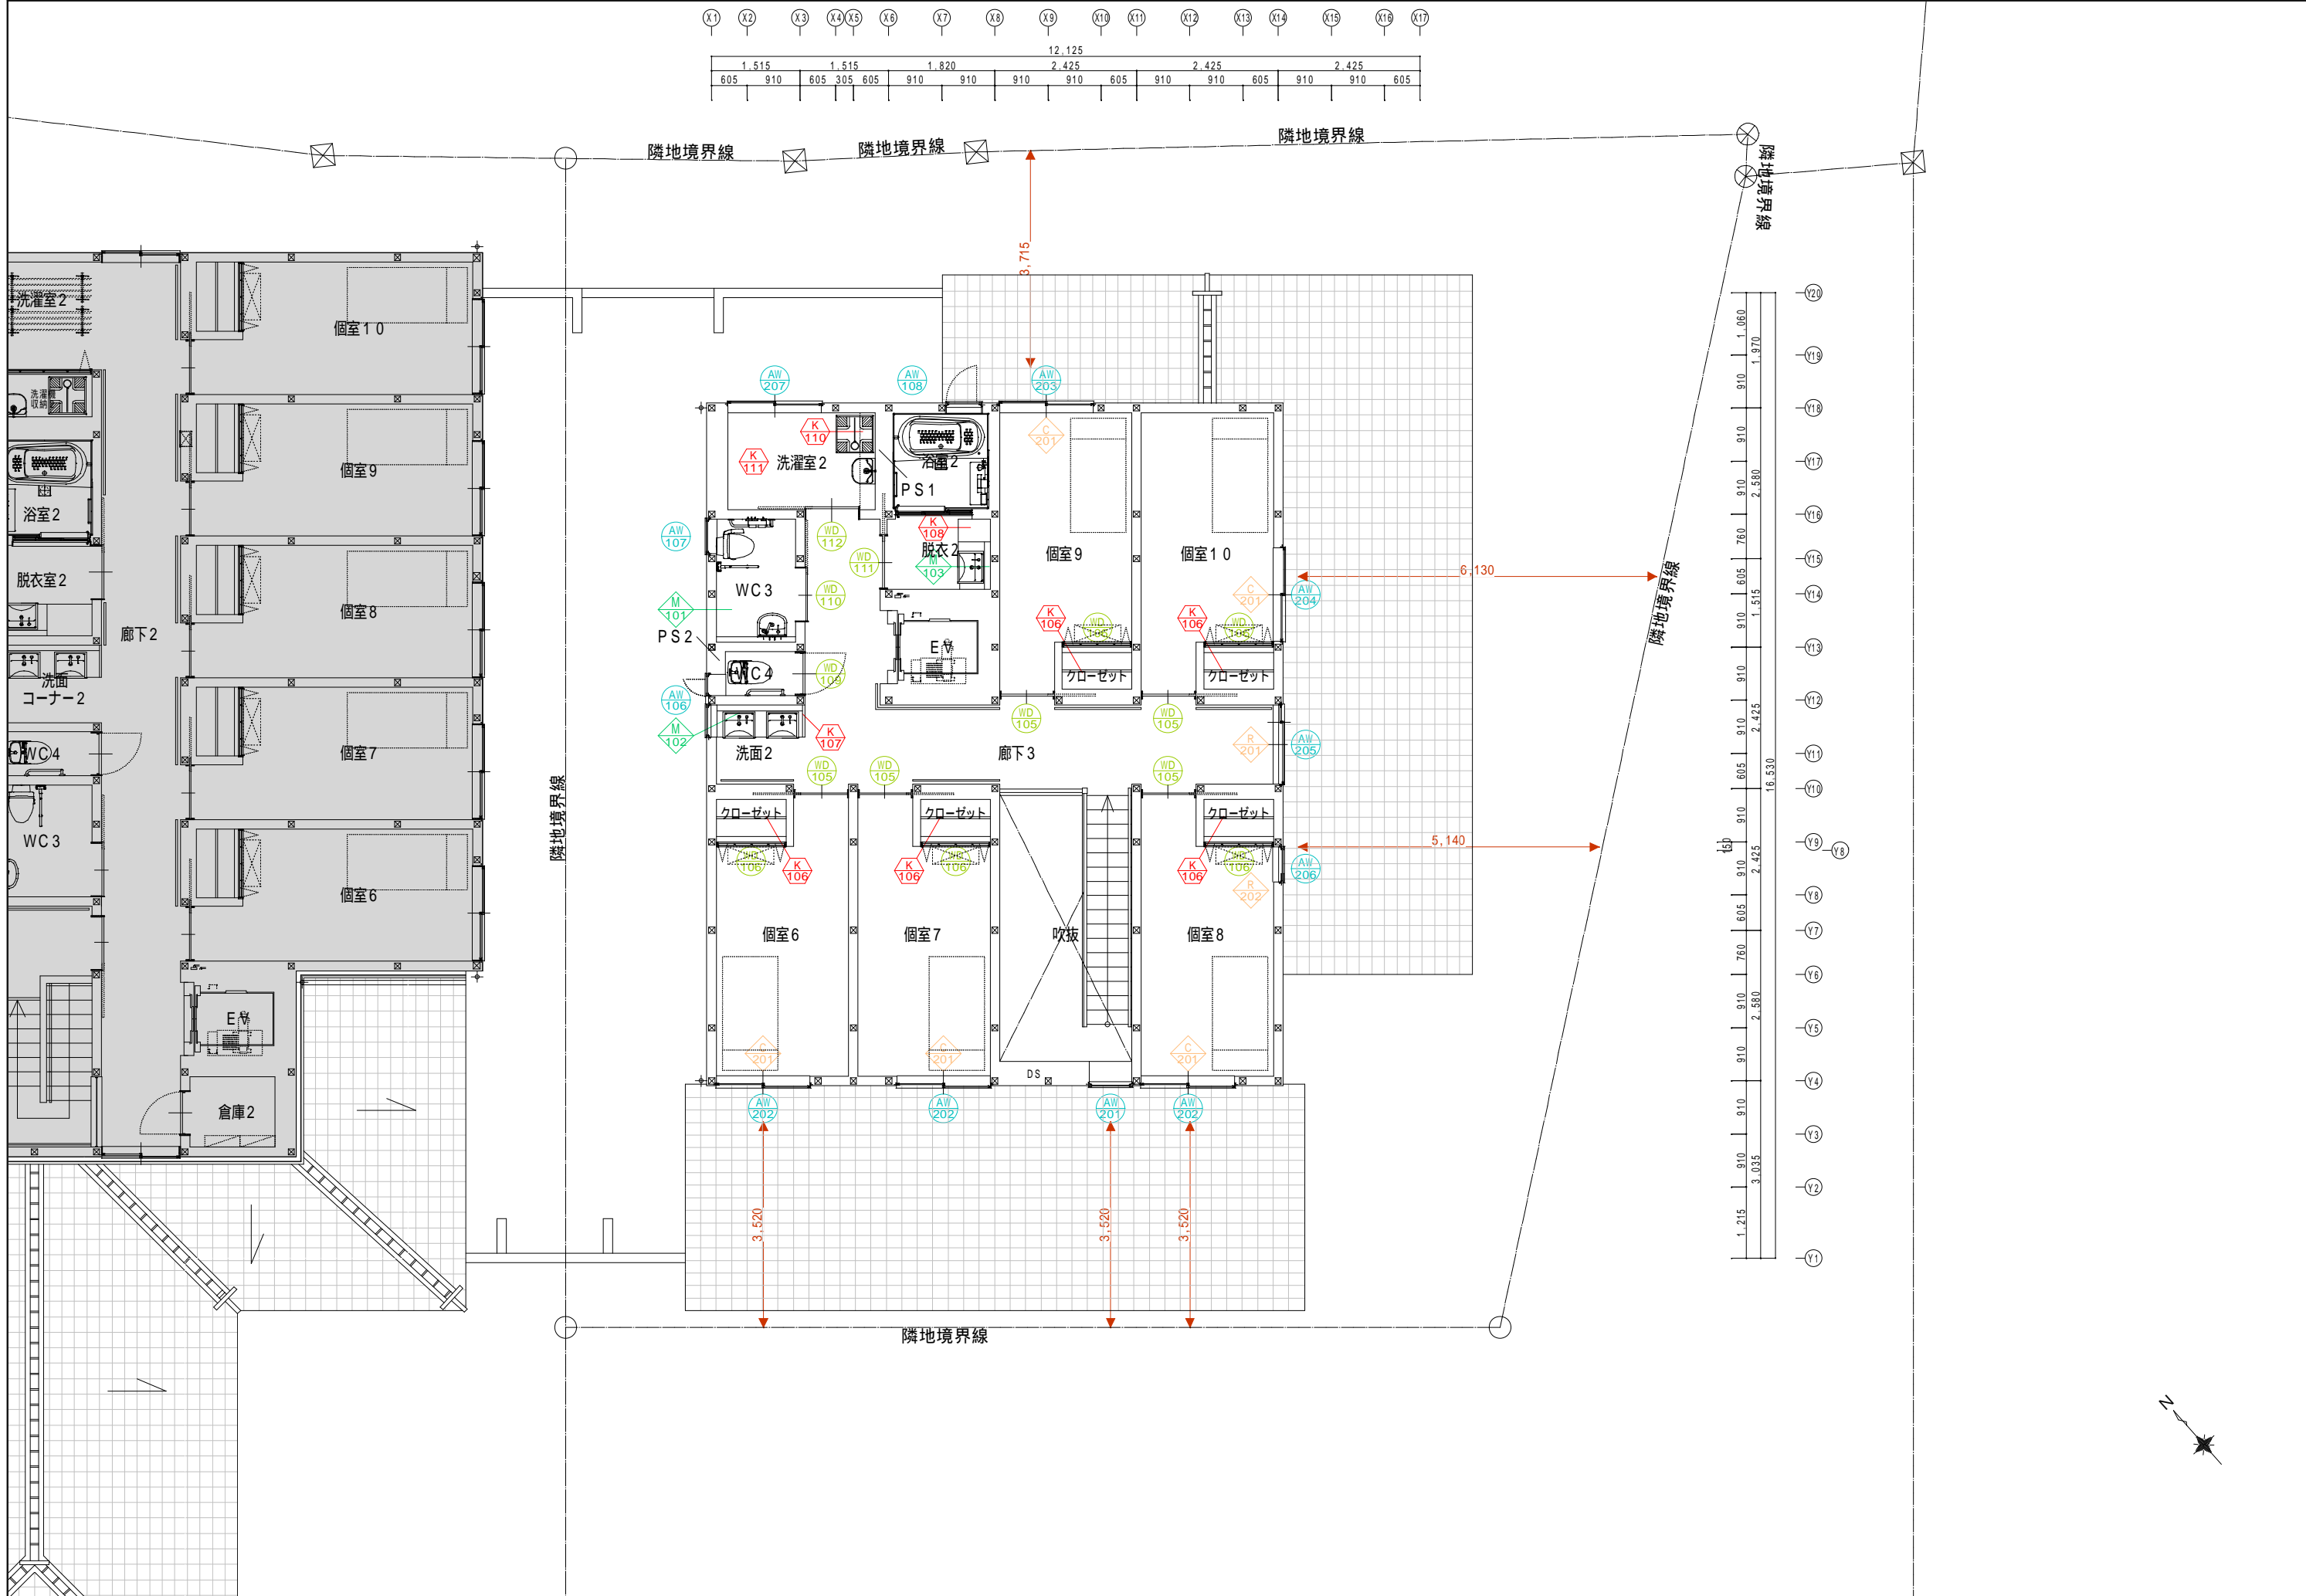 X1 X2 X3 X4 X5 X6 X7 X8 X9 X10 X11 X12 X13 X14 X15 X16 X17
12,125
1,515 1,515 1,820 2,425 2,425 2,425
605 910 605 305 605 910 910 910 910 605 910 910 605 910 910 605
隣地境界線
隣地境界線
隣地境界線
隣地境界線
3,715
洗濯室2
個室10
個室9
浴室2
脱衣室2
個室8
廊下2
洗面
コーナー2
WC4
個室7
WC3
個室6
EV
倉庫2
隣地境界線
AW
207
AW
108
AW
203
K
110
K
111
洗濯室2
浴室2
PS1
C
201
AW
107
WD
112
K
108
脱衣2
WD
111
M
103
個室9
個室10
WC3
WD
110
M
101
PS2
EV
K
106
K
106
C
201
AW
204
6,130
隣地境界線
WC4
WD
109
クローゼット
クローゼット
AW
106
M
102
K
107
洗面2
WD
105
WD
105
廊下3
R
201
AW
205
WD
105
WD
105
WD
105
クローゼット
クローゼット
クローゼット
K
106
K
106
K
106
106
106
106
AW
206
R
202
5,140
個室6
個室7
吹抜
個室8
C
201
C
201
C
201
DS
AW
202
AW
202
AW
201
AW
202
3,520
3,520
3,520
隣地境界線
Y20
Y19
Y18
Y17
Y16
Y15
Y14
Y13
Y12
Y11
Y10
Y9
Y8
Y8
Y7
Y6
Y5
Y4
Y3
Y2
Y1
1,060 910 910 910 760 605 910 910 910 605 910 150 910 605 760 910 910 910 910 1,215
1,970 2,580 1,515 2,425 2,425 2,580 3,035
16,530
N